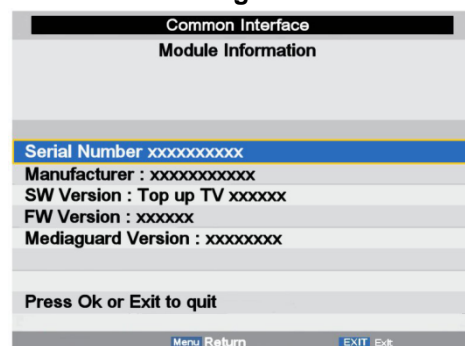 Common Interface
Module Information
Serial Number xxxxxxxxxx
Manufacturer : xxxxxxxxxxx
SW Version : Top up TV xxxxxx
FW Version : xxxxxx
Mediaguard Version : xxxxxxxx
Press Ok or Exit to quit
Menu Return EXIT Exit